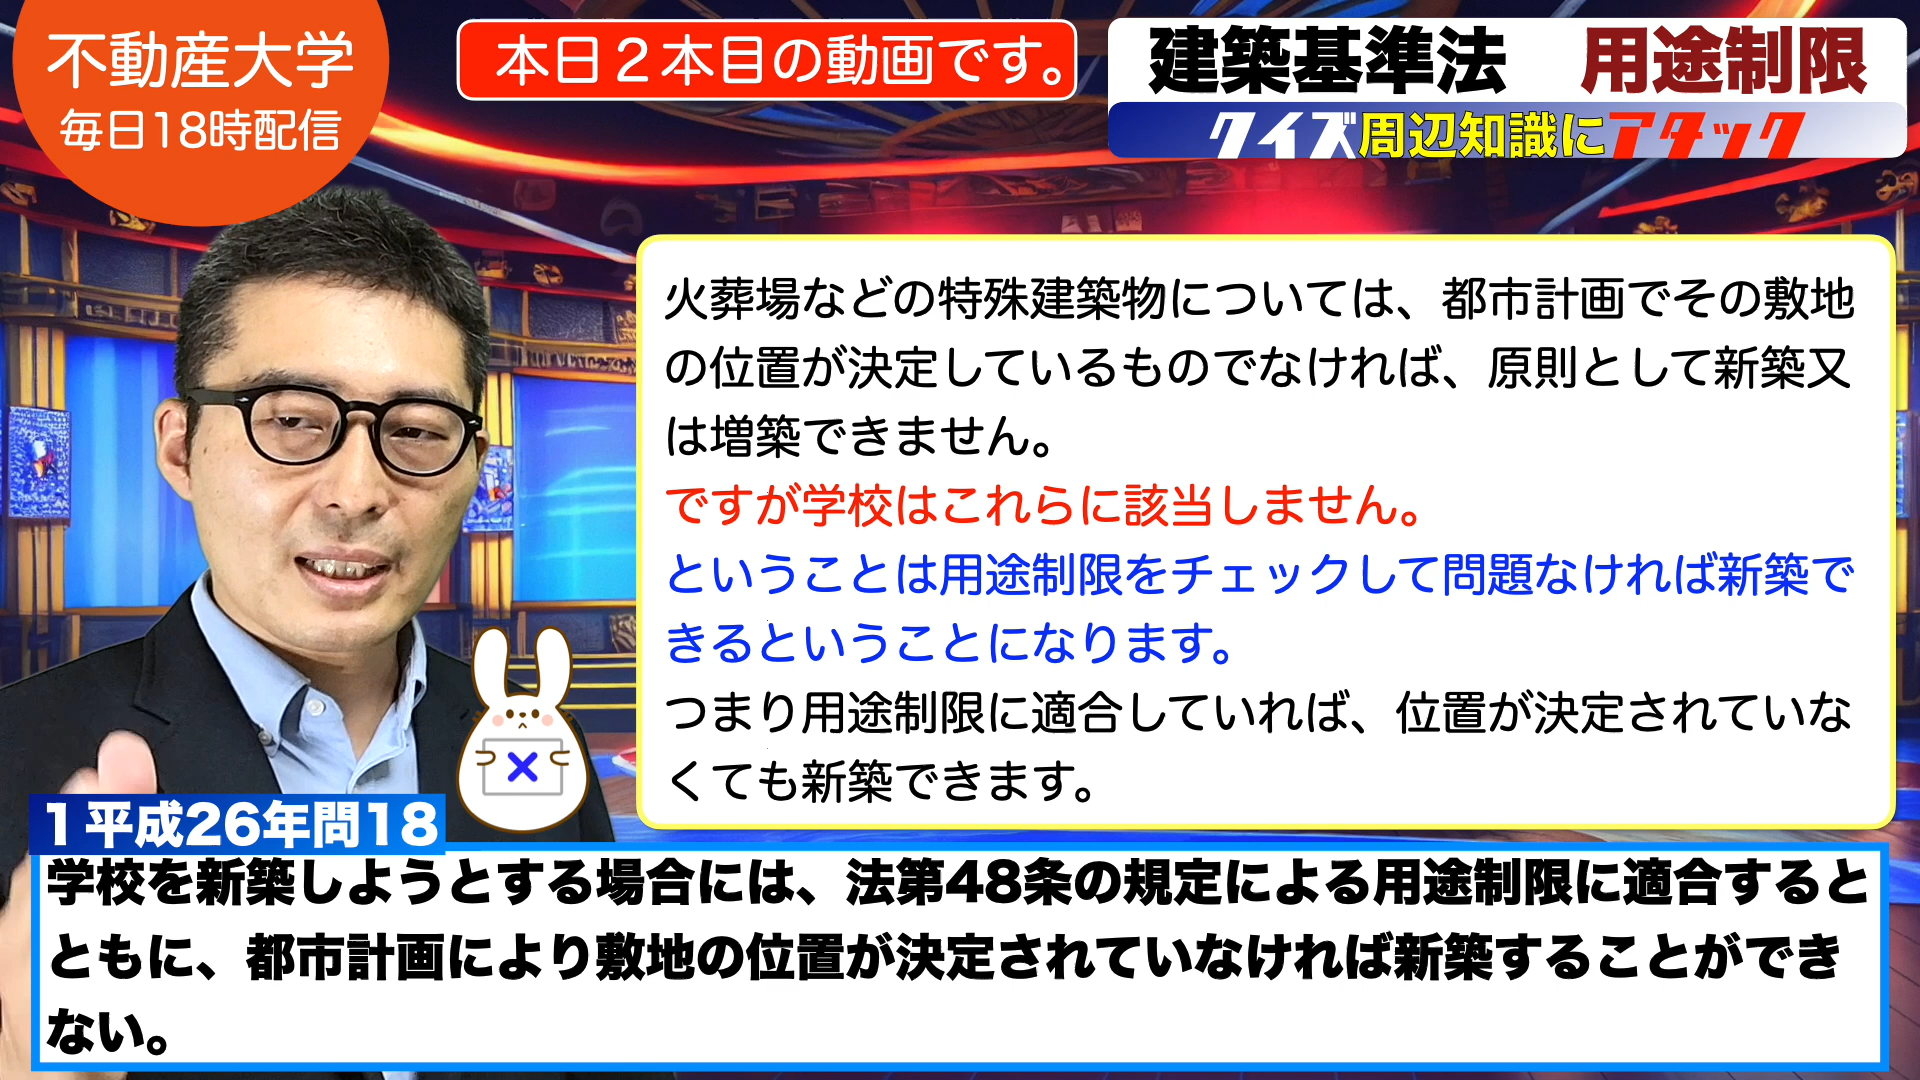 不動産大学
毎日18時配信
本日２本目の動画です。
建築基準法　用途制限
クイズ周辺知識にアタック
火葬場などの特殊建築物については、都市計画でその敷地
の位置が決定しているものでなければ、原則として新築又
は増築できません。
ですが学校はこれらに該当しません。
ということは用途制限をチェックして問題なければ新築で
きるということになります。
つまり用途制限に適合していれば、位置が決定されていな
くても新築できます。
×
１平成26年問18
学校を新築しようとする場合には、法第48条の規定による用途制限に適合すると
ともに、都市計画により敷地の位置が決定されていなければ新築することができ
ない。